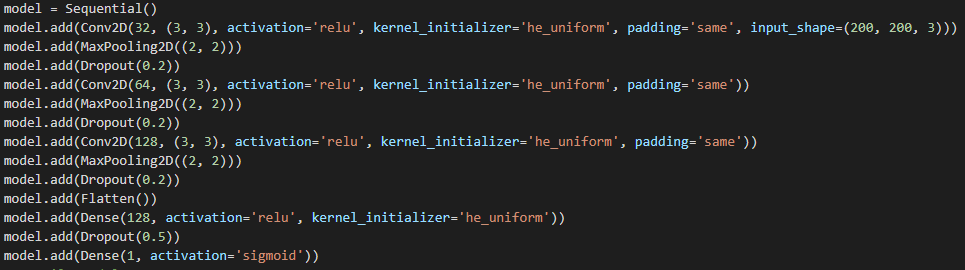 model = Sequential()
model.add(Conv2D(32, (3, 3), activation='relu', kernel_initializer='he_uniform', padding='same', input_shape=(200, 200, 3)))
model.add(MaxPooling2D((2, 2)))
model.add(Dropout(0.2))
model.add(Conv2D(64, (3, 3), activation='relu', kernel_initializer='he_uniform', padding='same'))
model.add(MaxPooling2D((2, 2)))
model.add(Dropout(0.2))
model.add(Conv2D(128, (3, 3), activation='relu', kernel_initializer='he_uniform', padding='same'))
model.add(MaxPooling2D((2, 2)))
model.add(Dropout(0.2))
model.add(Flatten())
model.add(Dense(128, activation='relu', kernel_initializer='he_uniform'))
model.add(Dropout(0.5))
model.add(Dense(1, activation='sigmoid'))